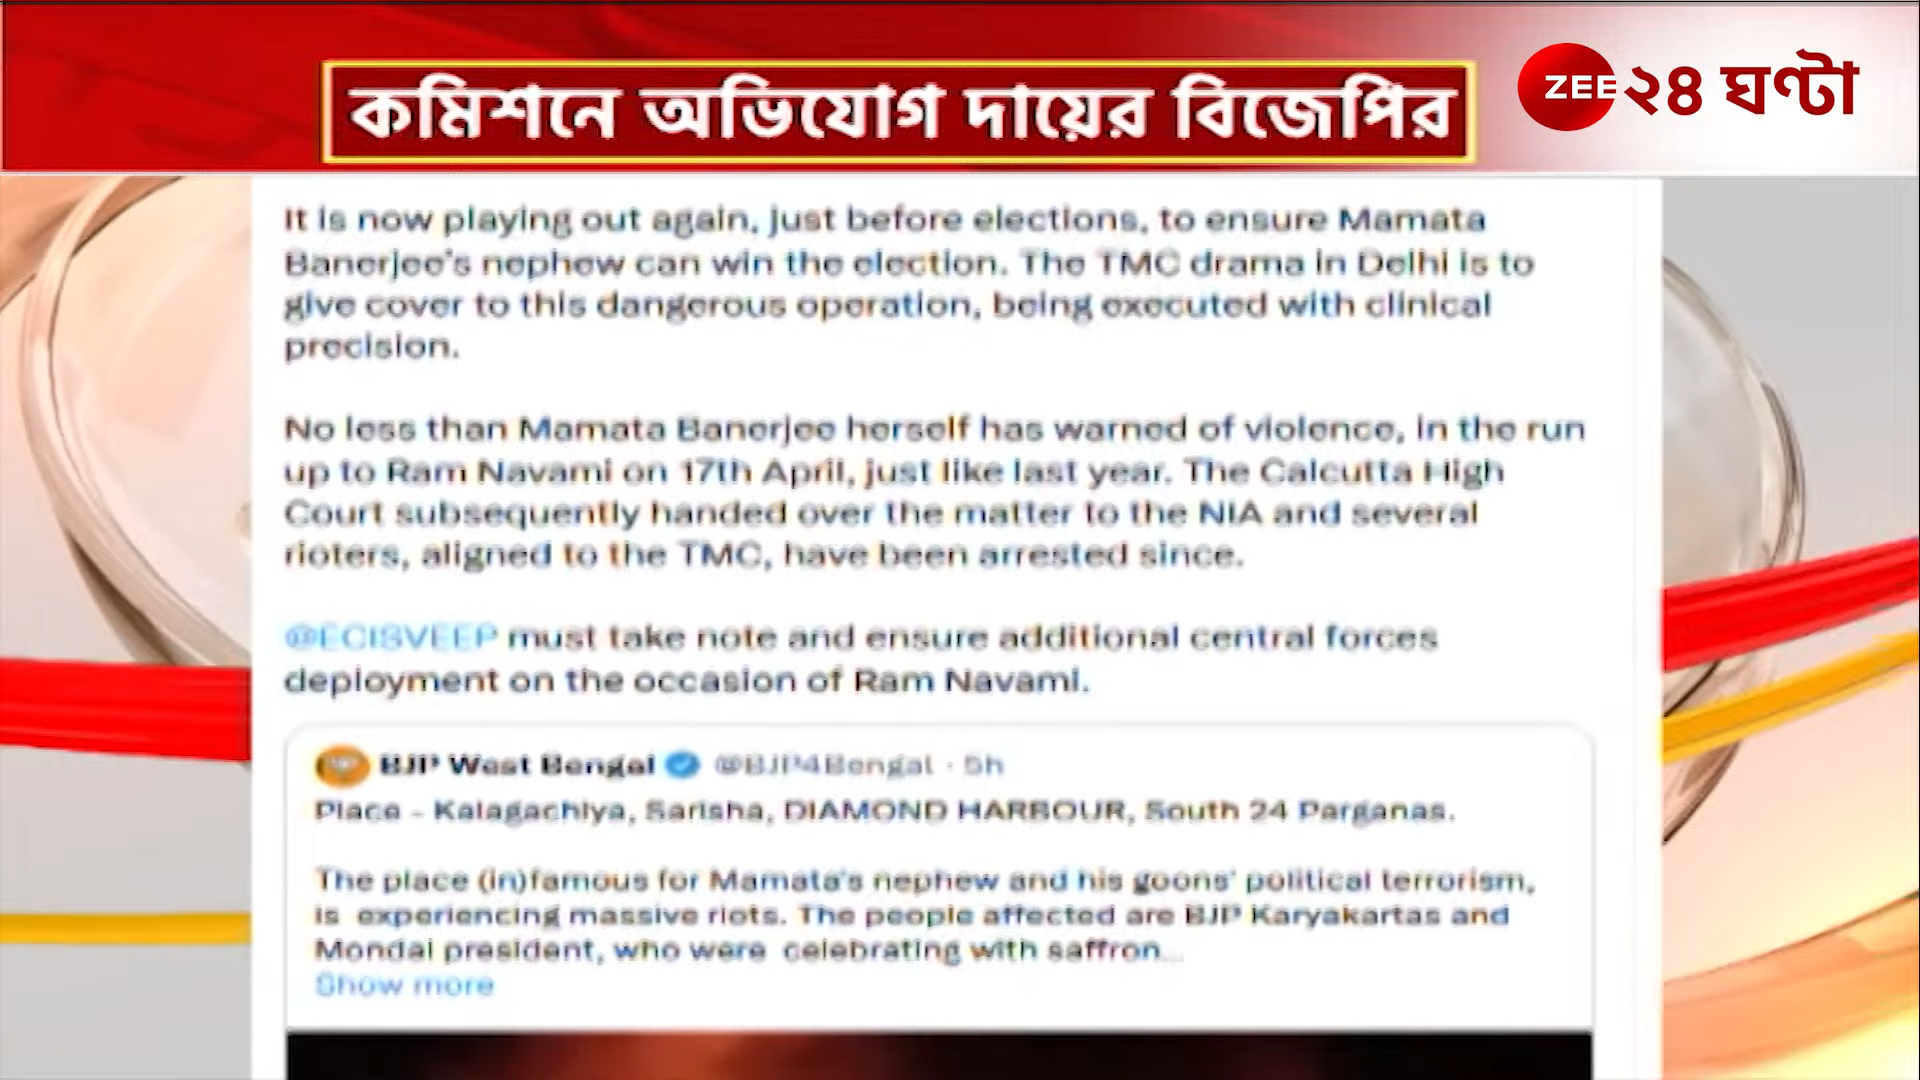 কমিশনে অভিযোগ দায়ের বিজেপির
ZEE ২৪ ঘণ্টা
It is now playing out again, just before elections, to ensure Mamata
Banerjee's nephew can win the election. The TMC drama in Delhi is to
give cover to this dangerous operation, being executed with clinical
precision.
No less than Mamata Banerjee herself has warned of violence, in the run
up to Ram Navami on 17th April, just like last year. The Calcutta High
Court subsequently handed over the matter to the NIA and several
rioters, aligned to the TMC, have been arrested since.
@ECISVEEP must take note and ensure additional central forces
deployment on the occasion of Ram Navami.
BJP West Bengal @BJP4Bengal · 5h
Place - Kalagachiya, Sarisha, DIAMOND HARBOUR, South 24 Parganas.
The place (in)famous for Mamata's nephew and his goons' political terrorism,
is experiencing massive riots. The people affected are BJP Karyakartas and
Mondal president, who were celebrating with saffron...
Show more